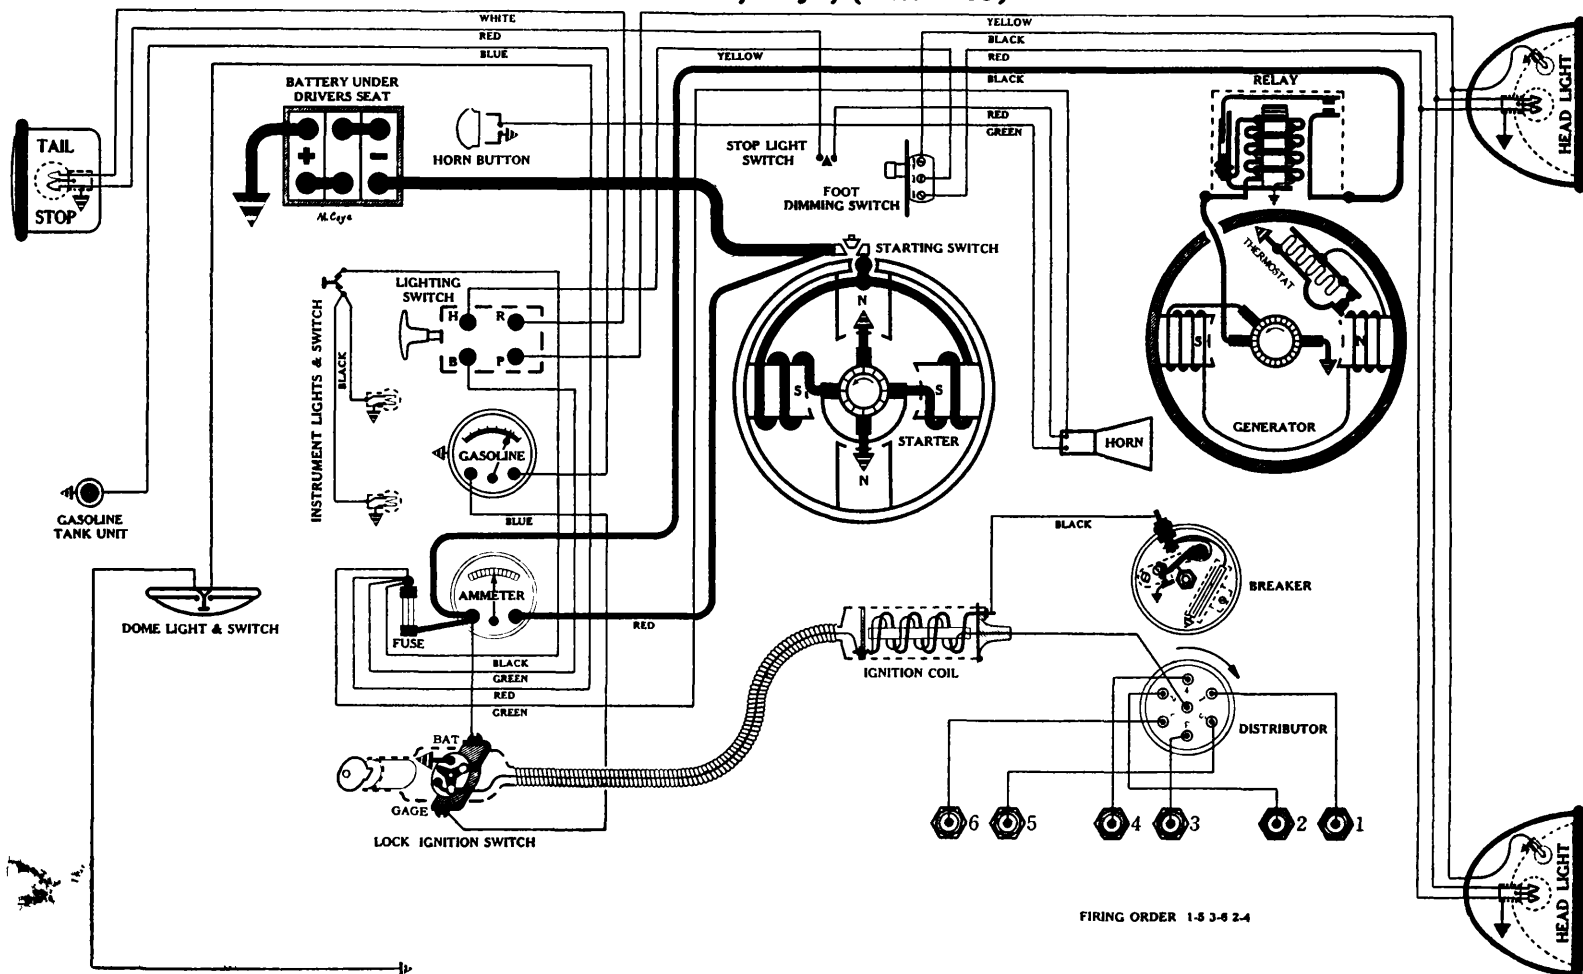 WHITE
RED
BLUE
YELLOW
YELLOW
BLACK
RED
BLACK
RED
GREEN
BATTERY UNDER
DRIVERS SEAT
+ −
TAIL
STOP
HORN BUTTON
STOP LIGHT
SWITCH
FOOT
DIMMING SWITCH
RELAY
HEAD LIGHT
STARTING SWITCH
THERMOSTAT
LIGHTING
SWITCH
H R
B P
INSTRUMENT LIGHTS & SWITCH
BLACK
N
S S
N
STARTER
S N
GENERATOR
HORN
GASOLINE
GASOLINE
TANK UNIT
BLUE
AMMETER
FUSE
RED
BLACK
GREEN
RED
GREEN
DOME LIGHT & SWITCH
BLACK
BREAKER
IGNITION COIL
DISTRIBUTOR
BAT
GAGE
LOCK IGNITION SWITCH
6 5 4 3 2 1
HEAD LIGHT
FIRING ORDER 1-5 3-6 2-4